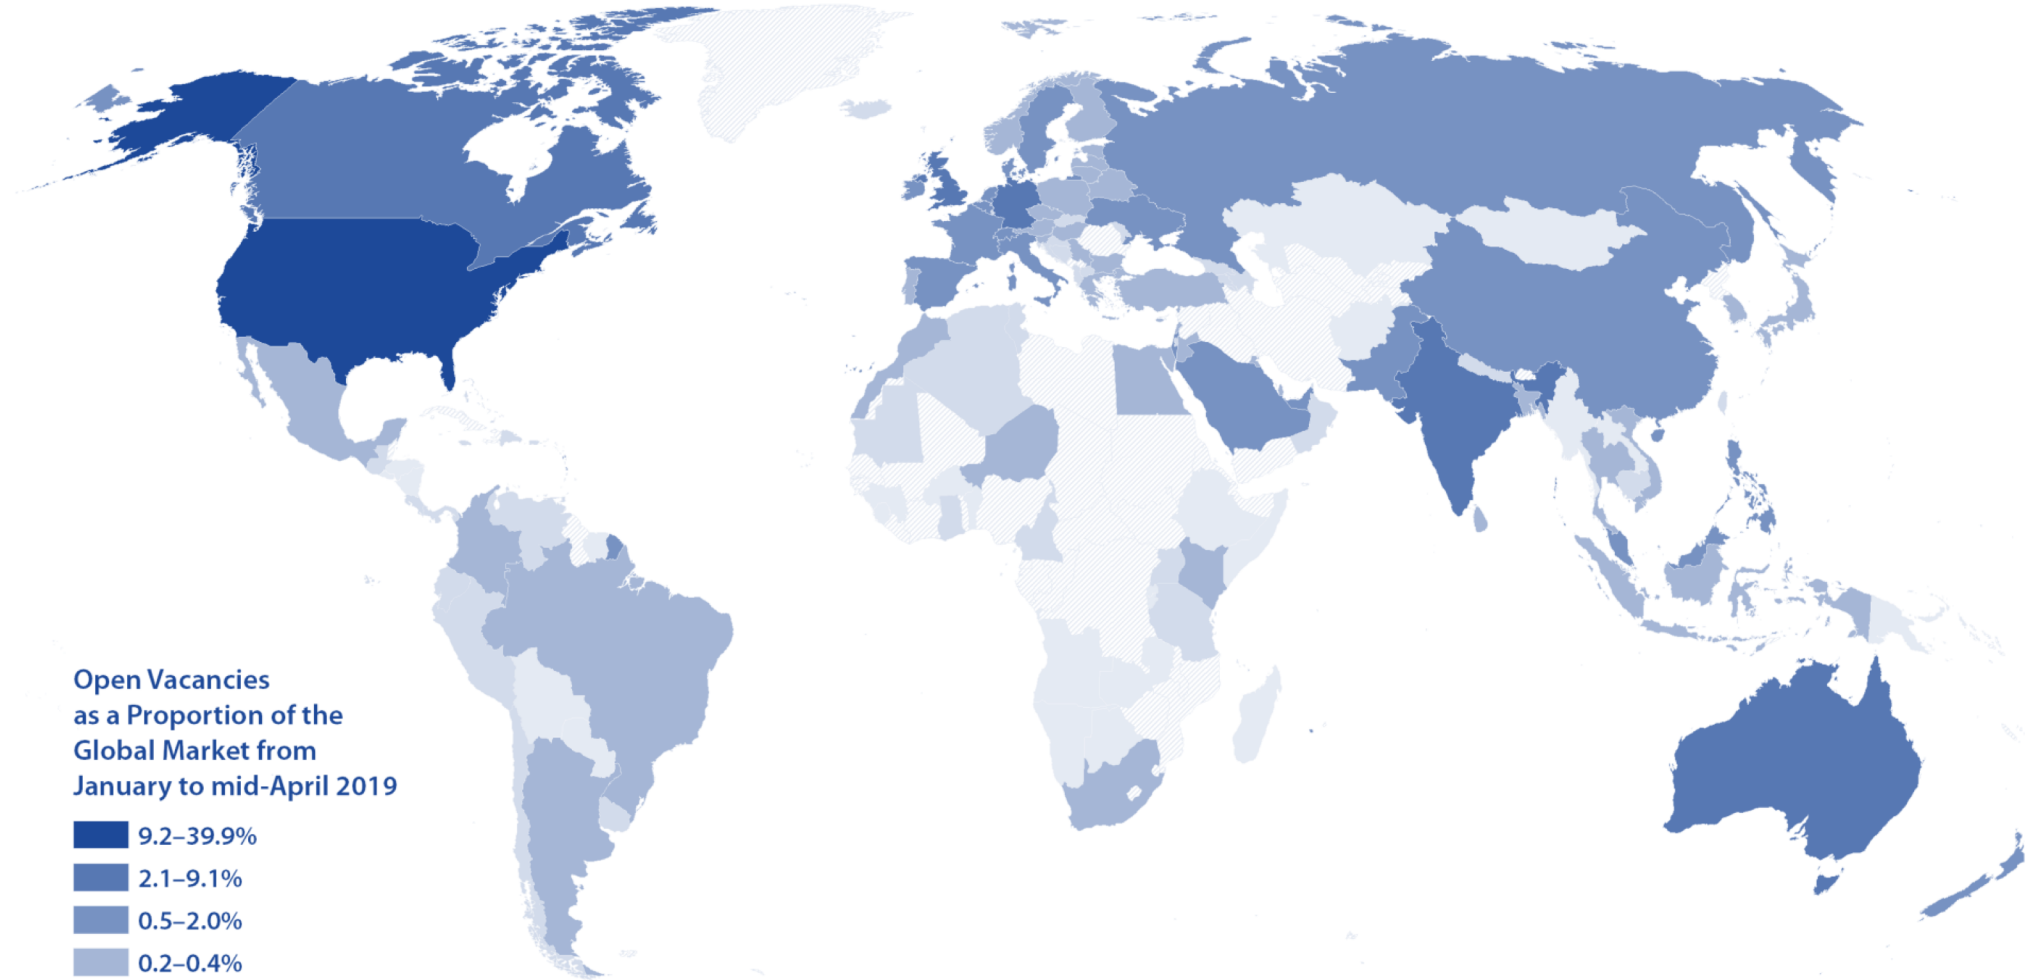 Open Vacancies
as a Proportion of the
Global Market from
January to mid-April 2019
9.2–39.9%
2.1–9.1%
0.5–2.0%
0.2–0.4%